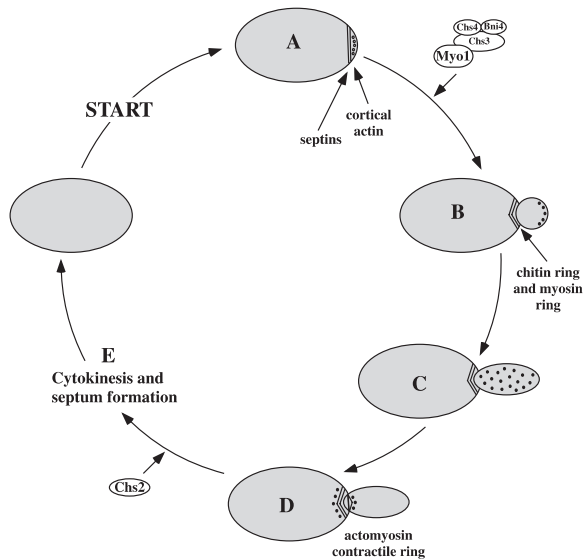 A
Chs4 Bni4
Chs3
Myo1
START
cortical
actin
septins
B
chitin ring
and myosin
ring
E
Cytokinesis and
septum formation
C
Chs2
D
actomyosin
contractile ring